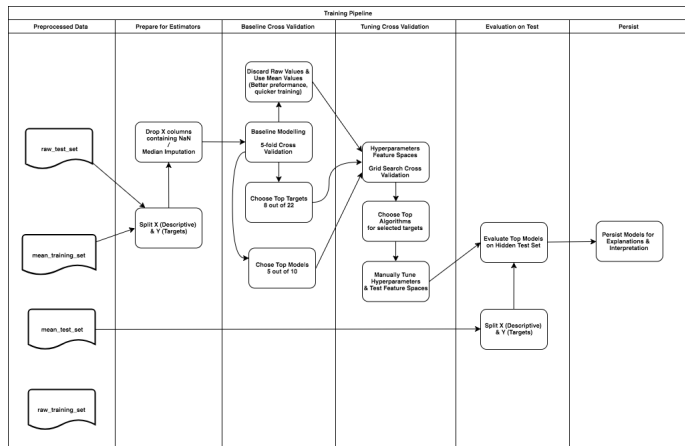 Training Pipeline
Preprocessed Data
Prepare for Estimators
Baseline Cross Validation
Tuning Cross Validation
Evaluation on Test
Persist
raw_test_set
mean_training_set
mean_test_set
raw_training_set
Drop X columns
containing NaN
/
Median Imputation
Split X (Descriptive)
& Y (Targets)
Discard Raw Values &
Use Mean Values
(Better preformance,
quicker training)
Baseline Modelling
5-fold Cross
Validation
Choose Top Targets
8 out of 22
Chose Top Models
5 out of 10
Hyperparameters
Feature Spaces
Grid Search Cross
Validation
Choose Top
Algorithms
for selected targets
Manually Tune
Hyperparameters
& Test Feature Spaces
Evaluate Top Models
on Hidden Test Set
Split X (Descriptive)
& Y (Targets)
Persist Models for
Explanations &
Interpretation